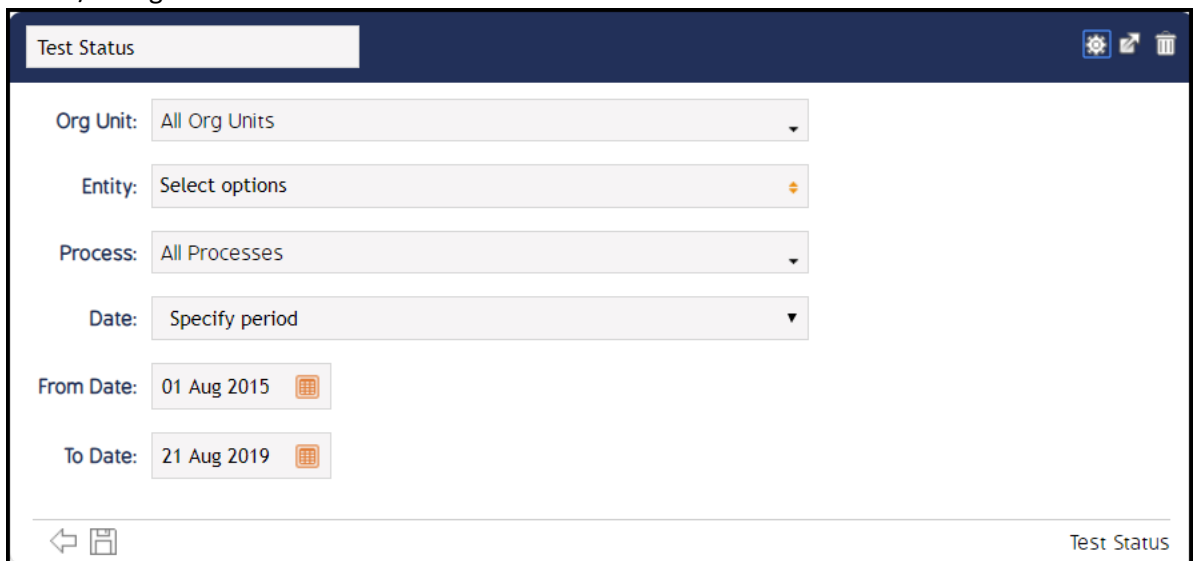 Test Status
Org Unit: All Org Units
Entity: Select options
Process: All Processes
Date: Specify period
From Date: 01 Aug 2015
To Date: 21 Aug 2019
Test Status